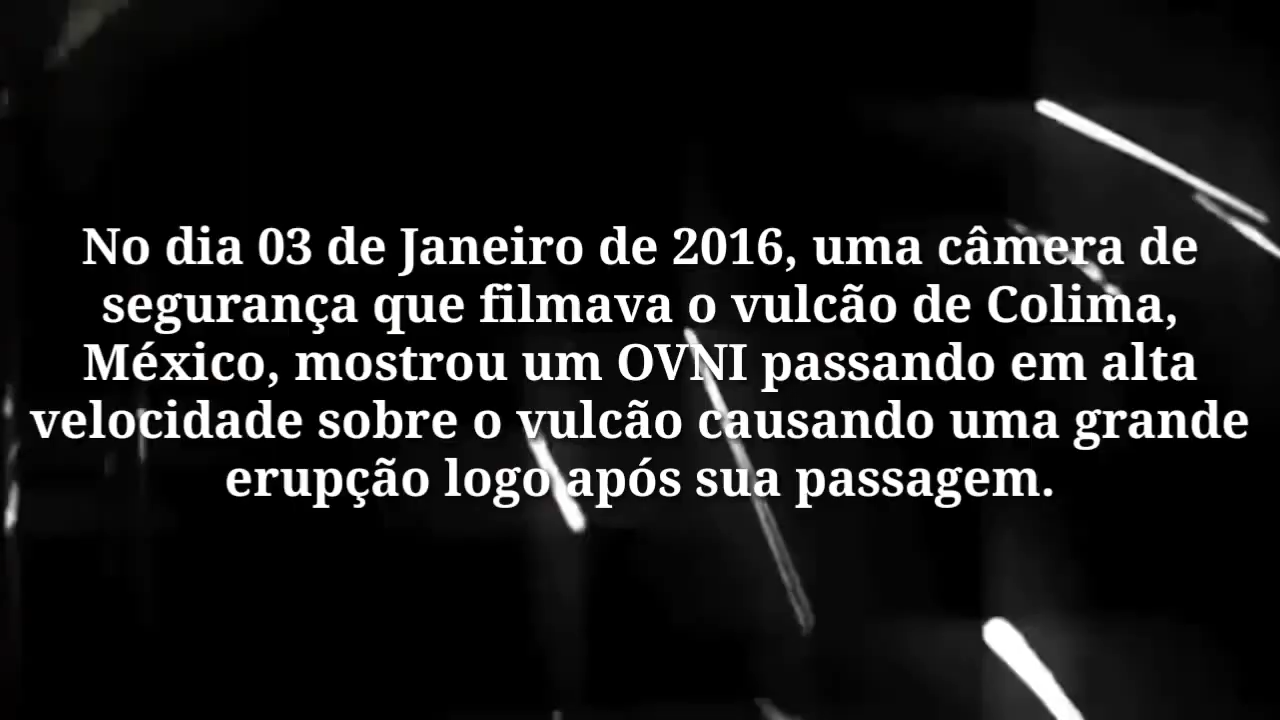 No dia 03 de Janeiro de 2016, uma câmera de
segurança que filmava o vulcão de Colima,
México, mostrou um OVNI passando em alta
velocidade sobre o vulcão causando uma grande
erupção logo após sua passagem.